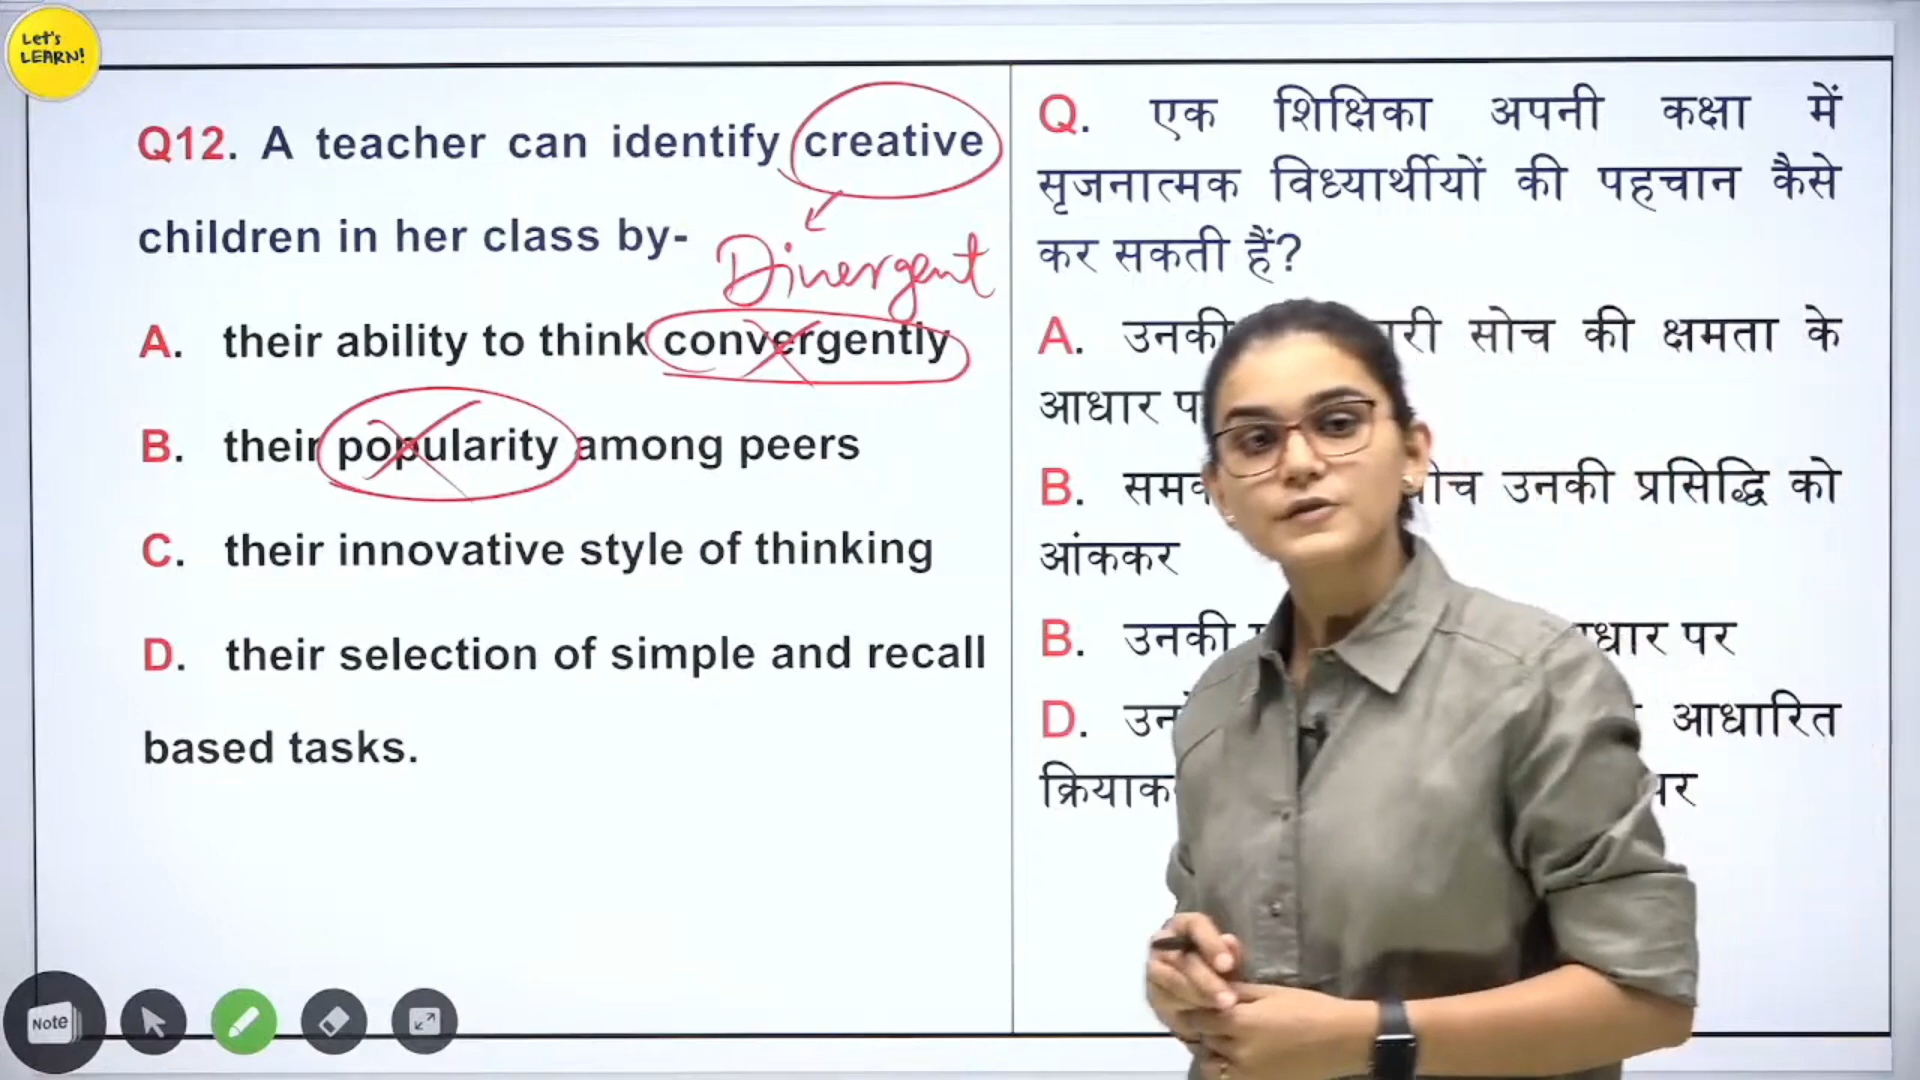 Let's
LEARN!
Q12. A teacher can identify creative
children in her class by-
Divergent
A. their ability to think convergently
B. their popularity among peers
C. their innovative style of thinking
D. their selection of simple and recall
based tasks.
Q. एक शिक्षिका अपनी कक्षा में
सृजनात्मक विध्यार्थीयों की पहचान कैसे
कर सकती हैं?
A. उनकी सोच की क्षमता के
आधार
B. उनकी प्रसिद्धि को
आंककर
B. उनकी पर
D. आधारित
Note